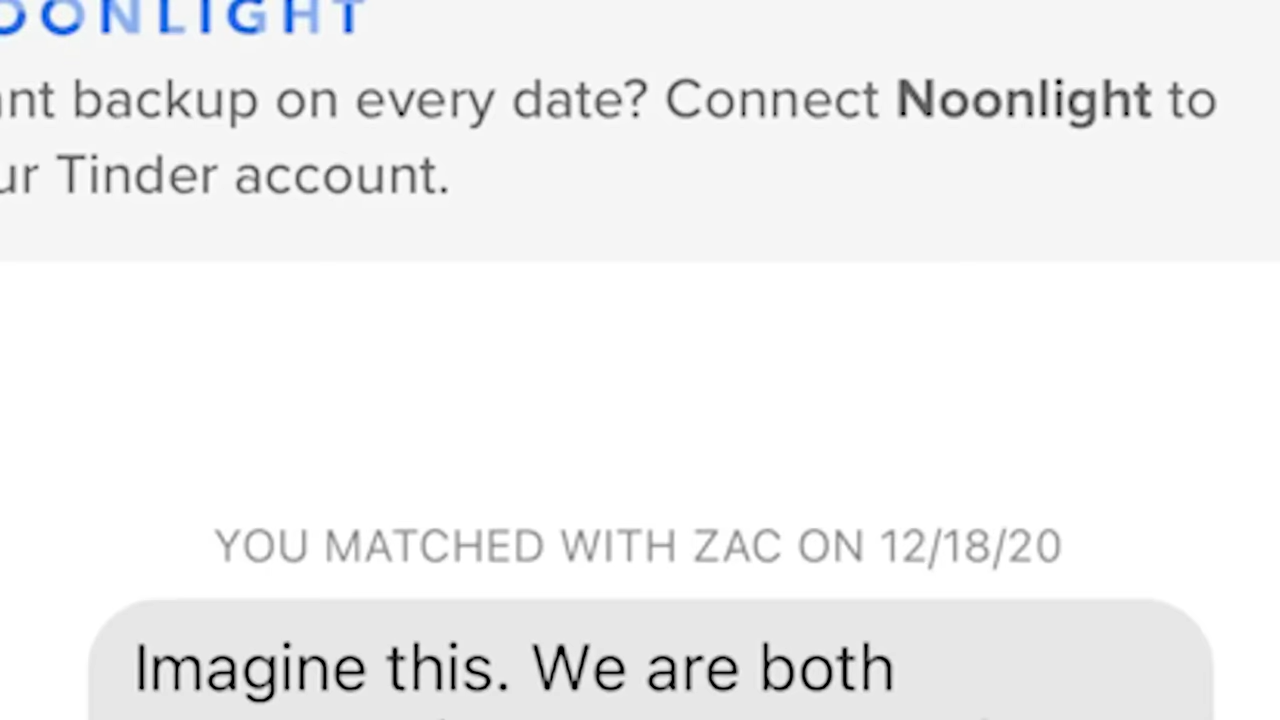 OONLIGHT
nt backup on every date? Connect Noonlight to
ur Tinder account.
YOU MATCHED WITH ZAC ON 12/18/20
Imagine this. We are both